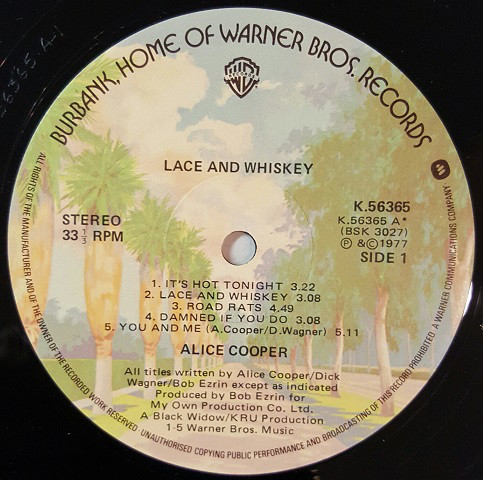 BURBANK, HOME OF WARNER BROS. RECORDS
LACE AND WHISKEY
STEREO
33 1/3 RPM
K.56365
K.56365 A*
(BSK 3027)
℗ & © 1977
SIDE 1
1. IT'S HOT TONIGHT 3.22
2. LACE AND WHISKEY 3.08
3. ROAD RATS 4.49
4. DAMNED IF YOU DO 3.08
5. YOU AND ME (A.Cooper/D.Wagner) 5.11
ALICE COOPER
All titles written by Alice Cooper/Dick
Wagner/Bob Ezrin except as indicated
Produced by Bob Ezrin for
My Own Production Co. Ltd.
A Black Widow/KRU Production
1-5 Warner Bros. Music
ALL RIGHTS OF THE MANUFACTURER AND OF THE OWNER OF THE RECORDED WORK RESERVED · UNAUTHORISED COPYING PUBLIC PERFORMANCE AND BROADCASTING OF THIS RECORD PROHIBITED. A WARNER COMMUNICATIONS COMPANY